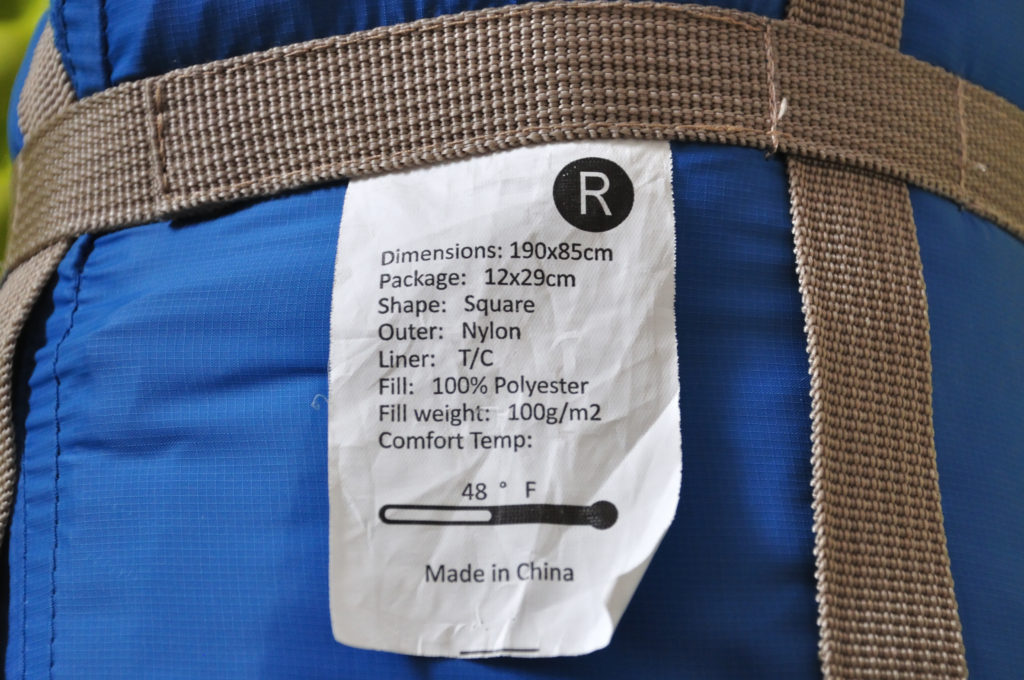 R
Dimensions: 190x85cm
Package: 12x29cm
Shape: Square
Outer: Nylon
Liner: T/C
Fill: 100% Polyester
Fill weight: 100g/m2
Comfort Temp:
48 ° F
Made in China